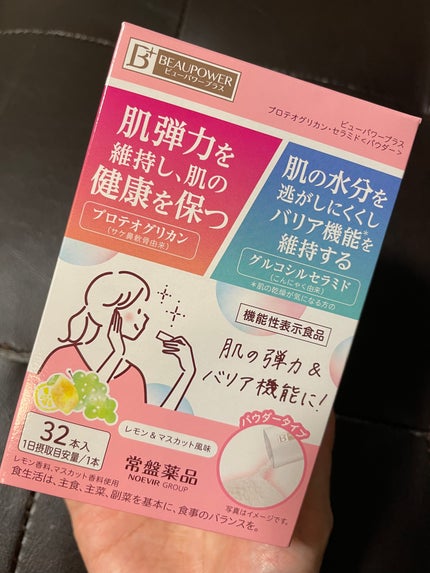 B+
BEAUPOWER
ビューパワープラス
ビューパワープラス
プロテオグリカン・セラミド<パウダー>
肌弾力を
維持し、肌の
健康を保つ
プロテオグリカン
(サケ鼻軟骨由来)
肌の水分を
逃がしにくくし
バリア機能*を
維持する
グルコシルセラミド
(こんにゃく由来)
*肌の乾燥が気になる方の
機能性表示食品
肌の弾力&
バリア機能に!
パウダータイプ
レモン&マスカット風味
32本入
1日摂取目安量/1本
レモン香料、マスカット香料使用
常盤薬品
NOEVIR GROUP
写真はイメージです。
食生活は、主食、主菜、副菜を基本に、食事のバランスを。